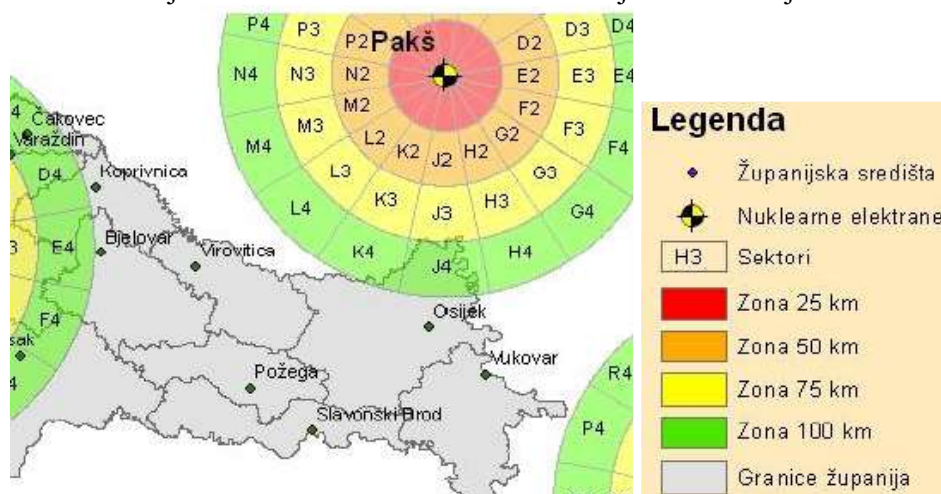 P4 P3 P2 Pakš D2 D3 D4
N4 N3 N2 E2 E3 E4
M4 M3 M2 F2 F3 F4
L4 L3 L2 K2 J2 H2 G2 G3 G4
K4 K3 J3 H3 H4
J4
Čakovec
Varaždin
D4 Koprivnica
E4 Bjelovar Virovitica
F4
Osijek
Vukovar
Požega
Slavonski Brod
R4
P4
Legenda
Županijska središta
Nuklearne elektrane
H3 Sektori
Zona 25 km
Zona 50 km
Zona 75 km
Zona 100 km
Granice županija